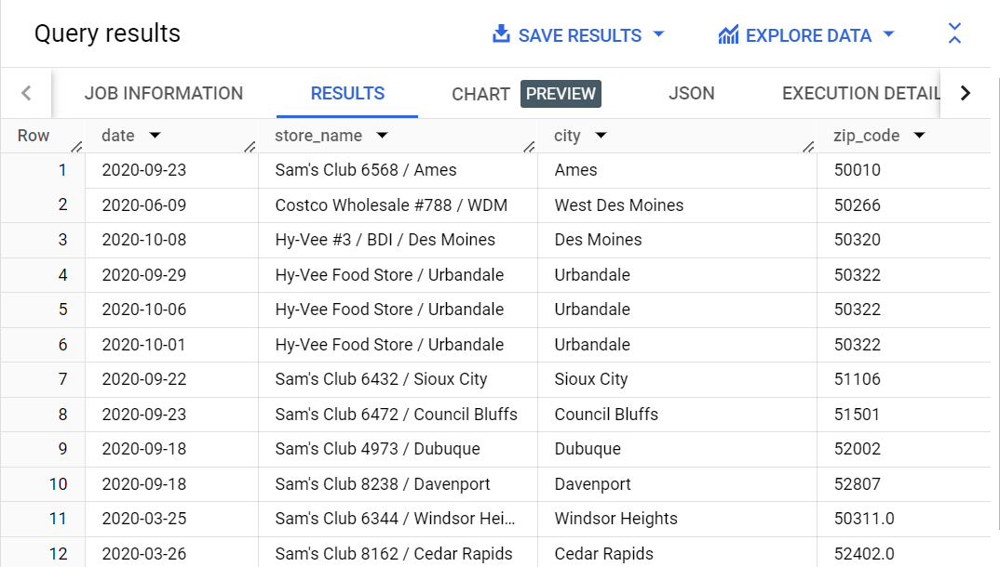 Query results SAVE RESULTS EXPLORE DATA
JOB INFORMATION RESULTS CHART PREVIEW JSON EXECUTION DETAIL
Row date store_name city zip_code
1 2020-09-23 Sam's Club 6568 / Ames Ames 50010
2 2020-06-09 Costco Wholesale #788 / WDM West Des Moines 50266
3 2020-10-08 Hy-Vee #3 / BDI / Des Moines Des Moines 50320
4 2020-09-29 Hy-Vee Food Store / Urbandale Urbandale 50322
5 2020-10-06 Hy-Vee Food Store / Urbandale Urbandale 50322
6 2020-10-01 Hy-Vee Food Store / Urbandale Urbandale 50322
7 2020-09-22 Sam's Club 6432 / Sioux City Sioux City 51106
8 2020-09-23 Sam's Club 6472 / Council Bluffs Council Bluffs 51501
9 2020-09-18 Sam's Club 4973 / Dubuque Dubuque 52002
10 2020-09-18 Sam's Club 8238 / Davenport Davenport 52807
11 2020-03-25 Sam's Club 6344 / Windsor Hei... Windsor Heights 50311.0
12 2020-03-26 Sam's Club 8162 / Cedar Rapids Cedar Rapids 52402.0